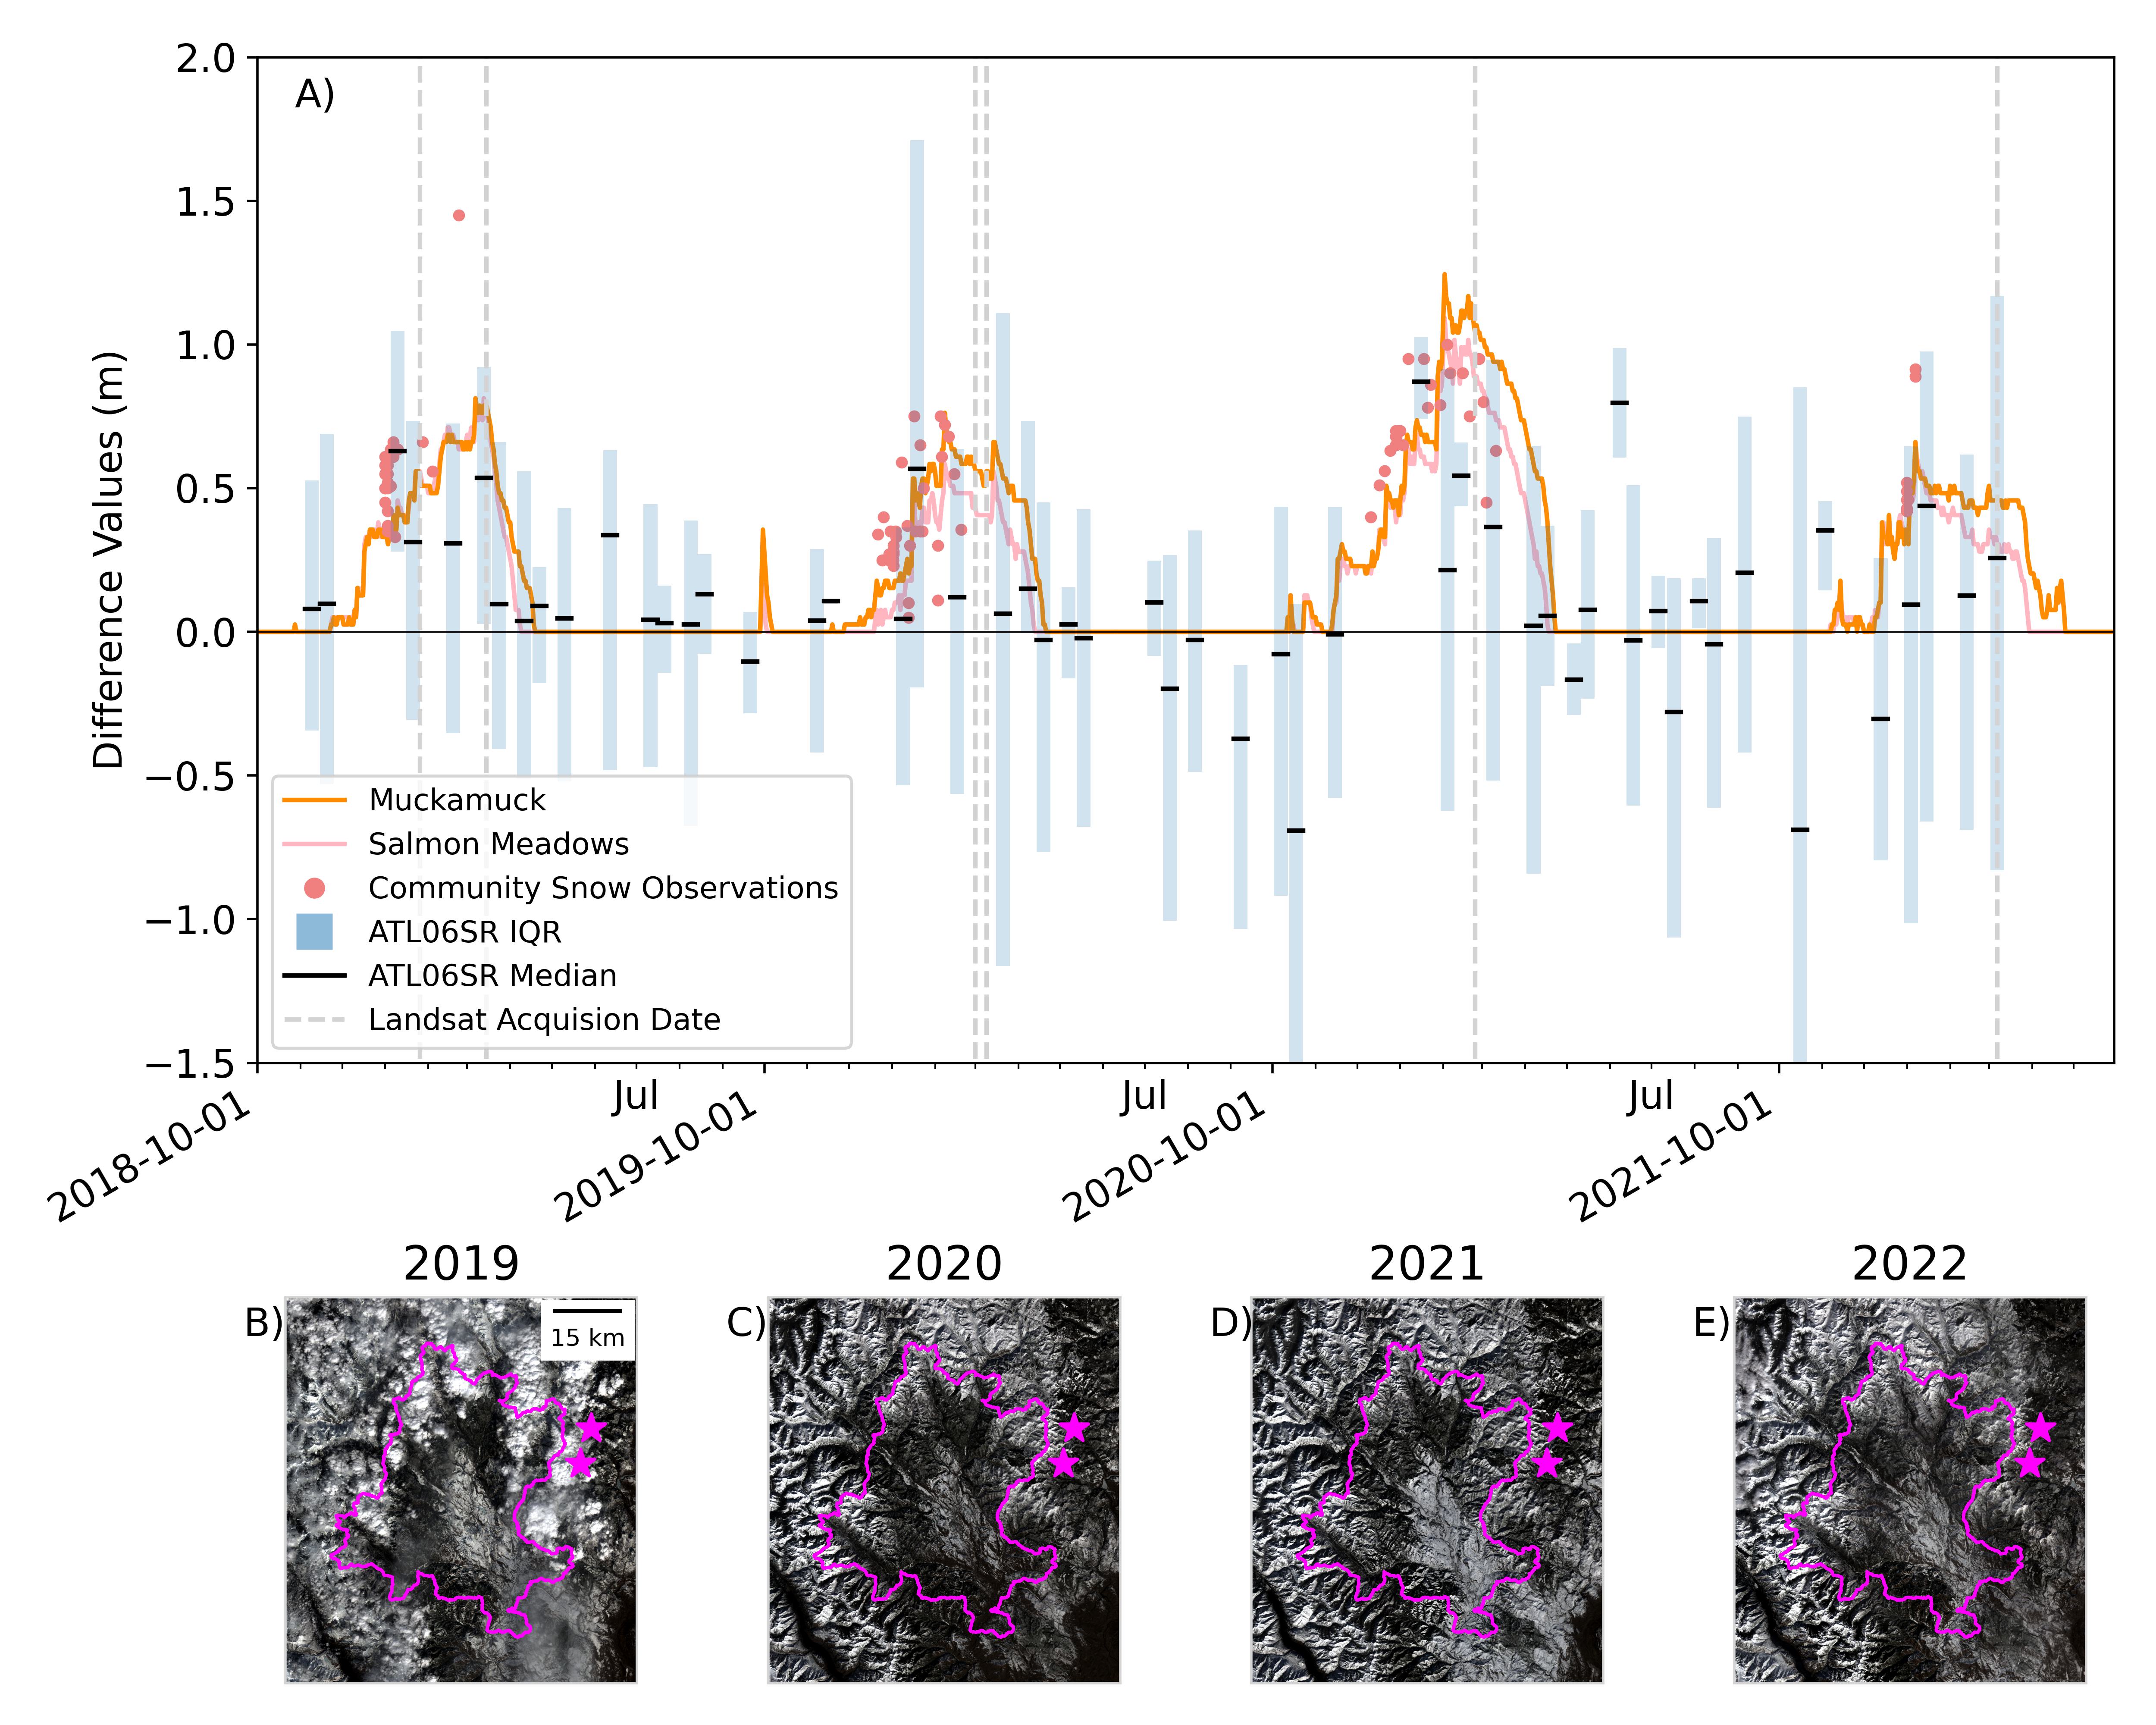 A)
2.0
1.5
1.0
0.5
0.0
−0.5
−1.0
−1.5
Difference Values (m)
Muckamuck
Salmon Meadows
Community Snow Observations
ATL06SR IQR
ATL06SR Median
Landsat Acquision Date
Jul
Jul
Jul
2018-10-01
2019-10-01
2020-10-01
2021-10-01
2019
2020
2021
2022
B)
15 km
C)
D)
E)